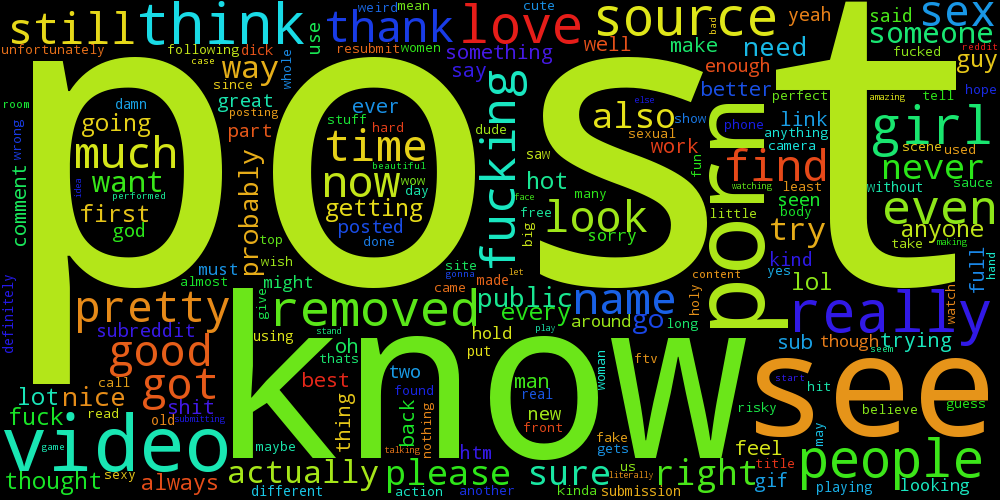 still
think
weird
mean
cute
thank
love
source
yeah
said
sex
unfortunately
following
dick
use
resubmit
women
something
well
make
need
someone
bad
case
way
whole
say
fucked
reddit
guy
since
enough
post
room
damn
great
posting
ever
better
perfect
amazing
tell
hope
going
stuff
hard
dude
also
else
show
phone
link
girl
wrong
much
part
time
fucking
sexual
work
camera
anything
scene
used
comment
want
beautiful
saw
fun
find
never
sauce
idea
performed
now
wow
day
hot
many
watching
least
without
first
getting
face
look
seen
body
even
god
probably
posted
free
big
sorry
little
porn
try
anyone
top
done
take
making
wish
site
let
kind
full
hand
must
gonna
content
yes
definitely
almost
might
came
made
public
name
holy
lol
watch
pretty
give
removed
every
around
go
long
really
subreddit
using
stand
oh
hold
play
sub
though
trying
good
thats
put
ftv
seem
know
see
got
best
two
man
woman
start
hit
lot
nice
call
found
real
risky
believe
guess
fuck
read
shit
old
submitting
thing
back
nothing
new
front
may
video
game
maybe
talking
htm
fake
gets
feel
people
actually
please
sure
us
right
title
thought
sexy
always
literally
gif
looking
different
action
another
kinda
submission
playing